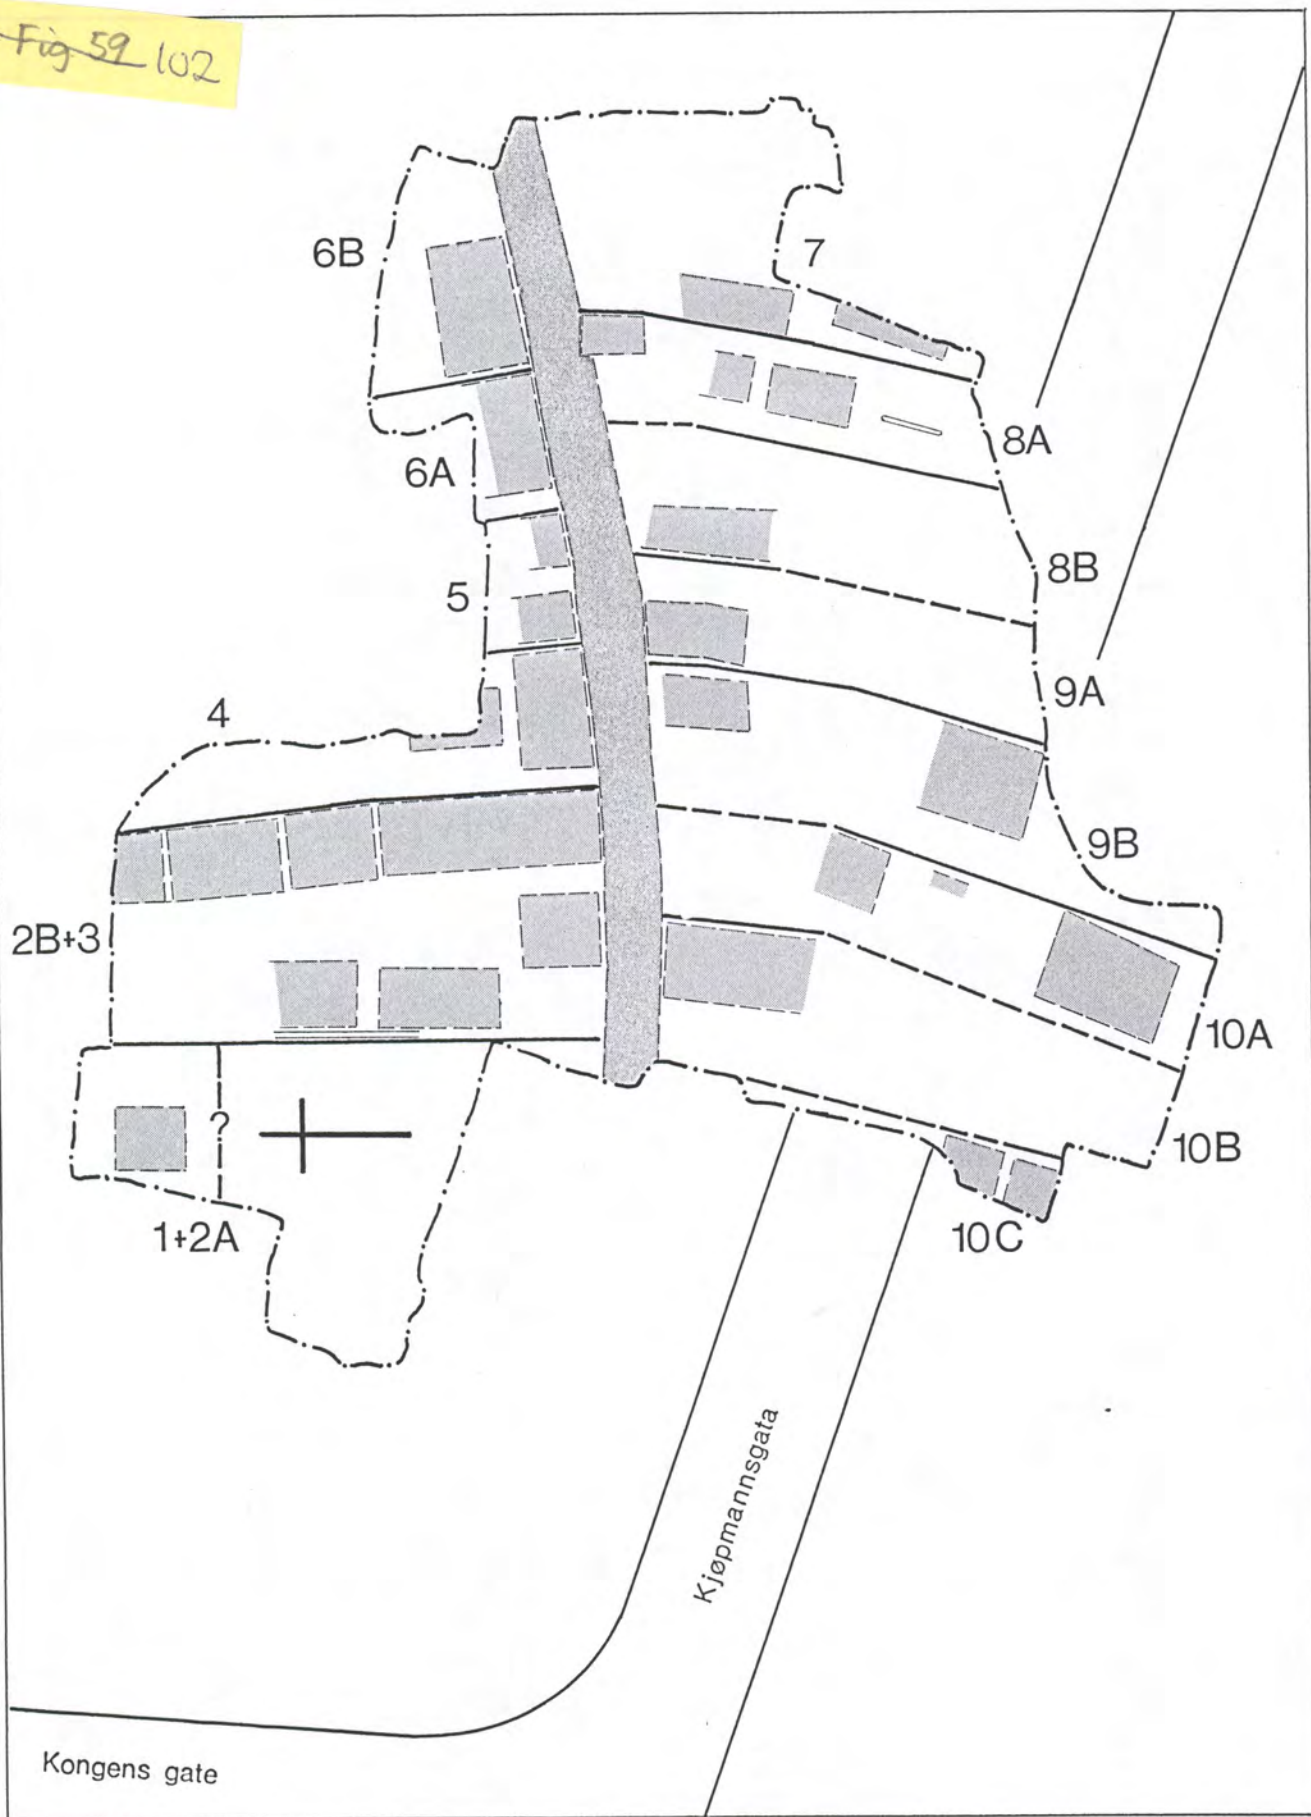 Fig 59 102
6B
7
6A
8A
5
8B
4
9A
9B
2B+3
10A
?
10B
1+2A
10C
Kjøpmannsgata
Kongens gate